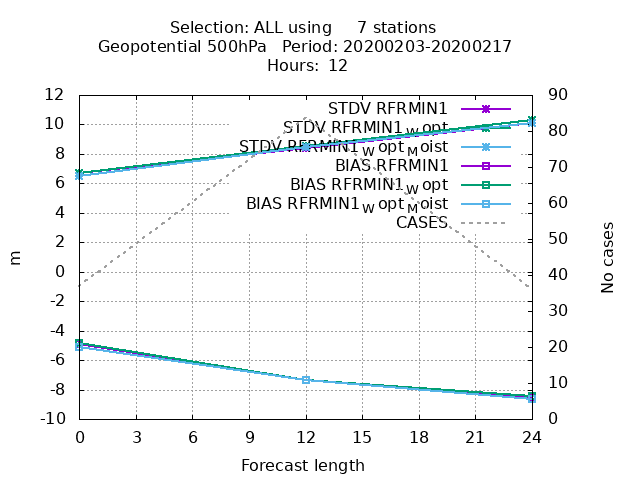 Selection: ALL using 7 stations
Geopotential 500hPa Period: 20200203-20200217
Hours: 12
12
10
8
6
4
2
0
-2
-4
-6
-8
-10
m
STDV RFRMIN1
STDV RFRMIN1_W opt
STDV RFRMIN1_W opt_M oist
BIAS RFRMIN1
BIAS RFRMIN1_W opt
BIAS RFRMIN1_W opt_M oist
CASES
90
80
70
60
50
40
30
20
10
0
No cases
0 3 6 9 12 15 18 21 24
Forecast length